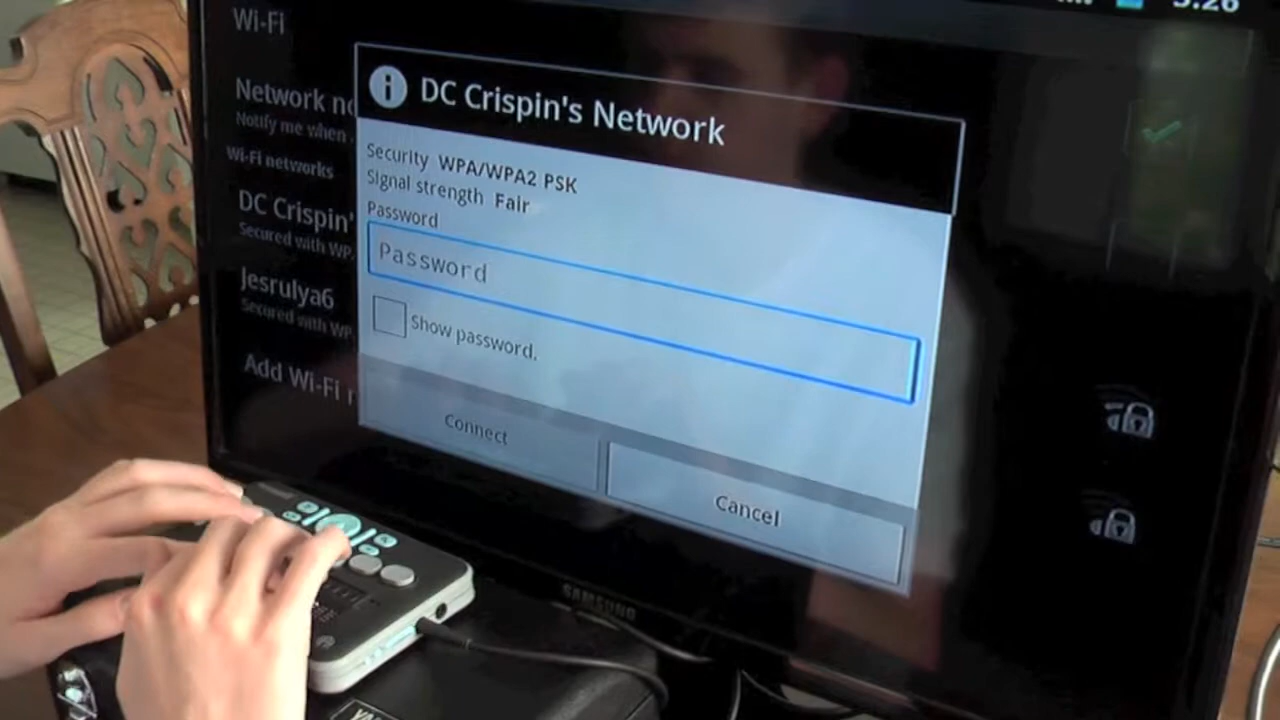 5:26
Wi-Fi
DC Crispin's Network
Network no
Notify me when
Security WPA/WPA2 PSK
Wi-Fi networks
Signal strength Fair
Password
DC Crispin'
Secured with WP
Password
Jesrulya6
Secured with WP
Show password.
Add Wi-Fi
Connect
Cancel
SAMSUNG